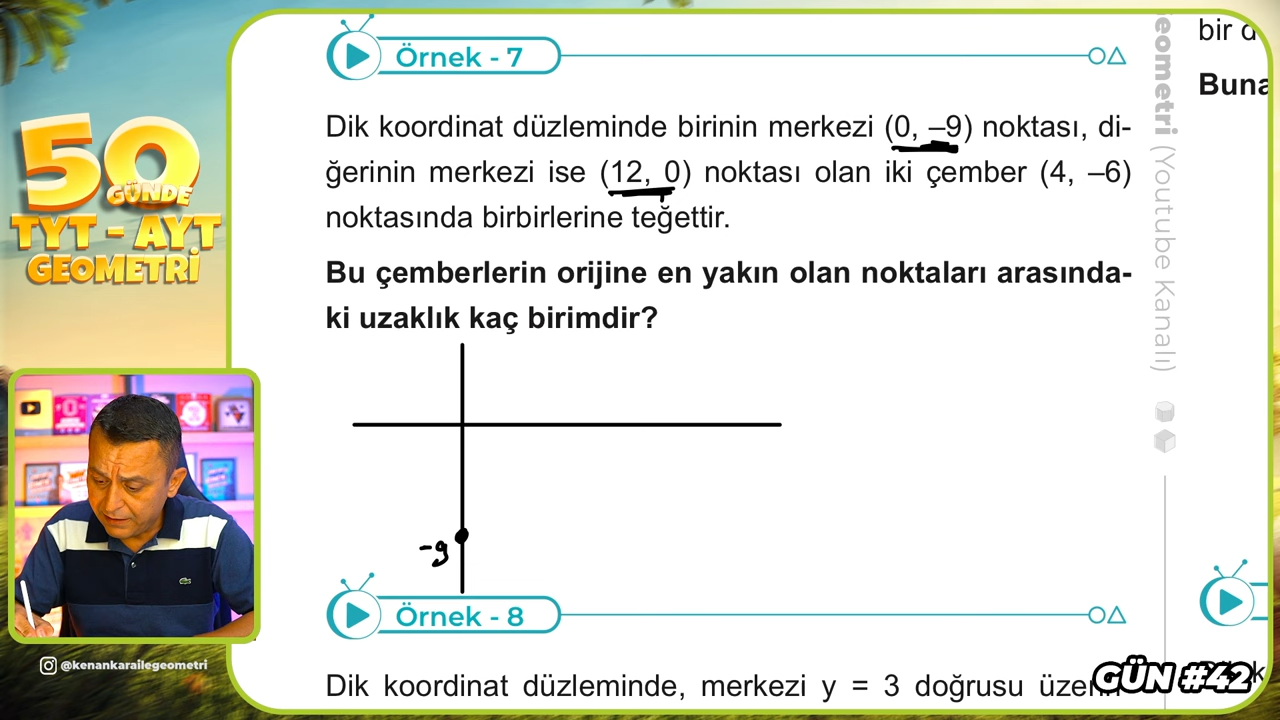 50
GÜNDE
TYT - AYT
GEOMETRİ
Örnek - 7
Dik koordinat düzleminde birinin merkezi (0, –9) noktası, di-
ğerinin merkezi ise (12, 0) noktası olan iki çember (4, –6)
noktasında birbirlerine teğettir.
Bu çemberlerin orijine en yakın olan noktaları arasında-
ki uzaklık kaç birimdir?
-9
Örnek - 8
Dik koordinat düzleminde, merkezi y = 3 doğrusu
eometri (Youtube Kanalı)
bir d
Buna
GÜN #42
@kenankarailegeometri